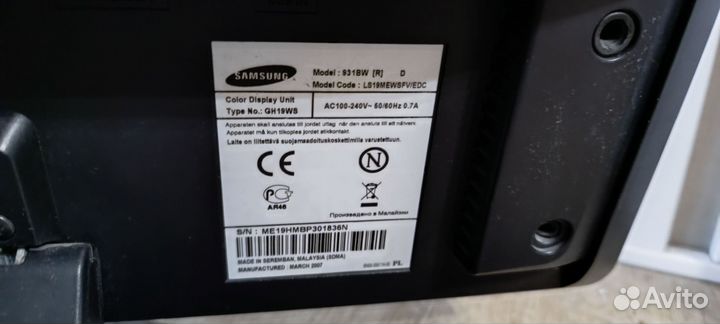 SAMSUNG
Model : 931BW [R] D
Model Code : LS19MEWSFV/EDC
Color Display Unit
Type No.: GH19WS
AC100-240V~ 50/60Hz 0.7A
Apparaten skall anslutas till jordat uttag när den ansluts till ett nätverk.
Apparatet må kun tilkoples jordet stikkontakt.
Laite on liitettävä suojamaadoituskoskettimilla varustettuun.
CE
N
РС
АЯ46
Произведено в Малайзии
S/N : ME19HMBP301836N
MADE IN SEREMBAN, MALAYSIA (SDMA)
MANUFACTURED : MARCH 2007
PL
Avito